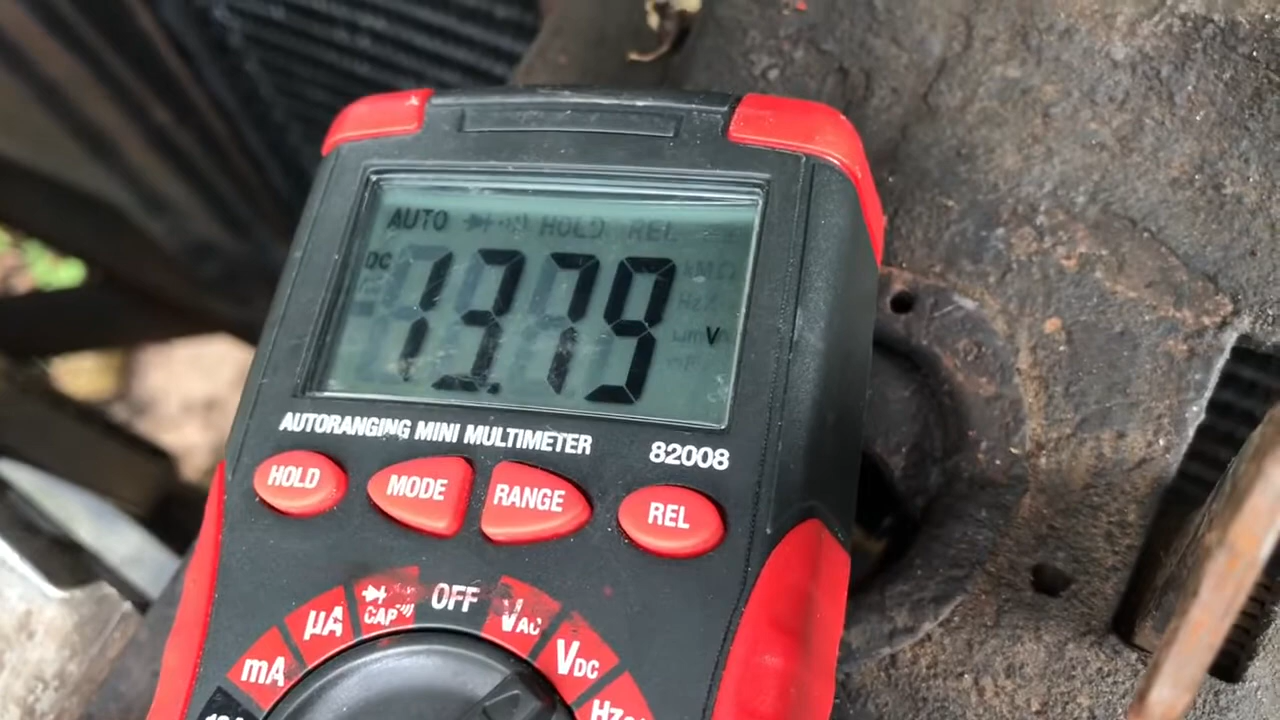 AUTO HOLD REL
DC
13.79
V
AUTORANGING MINI MULTIMETER 82008
HOLD MODE RANGE REL
mA µA CAP OFF VAC VDC